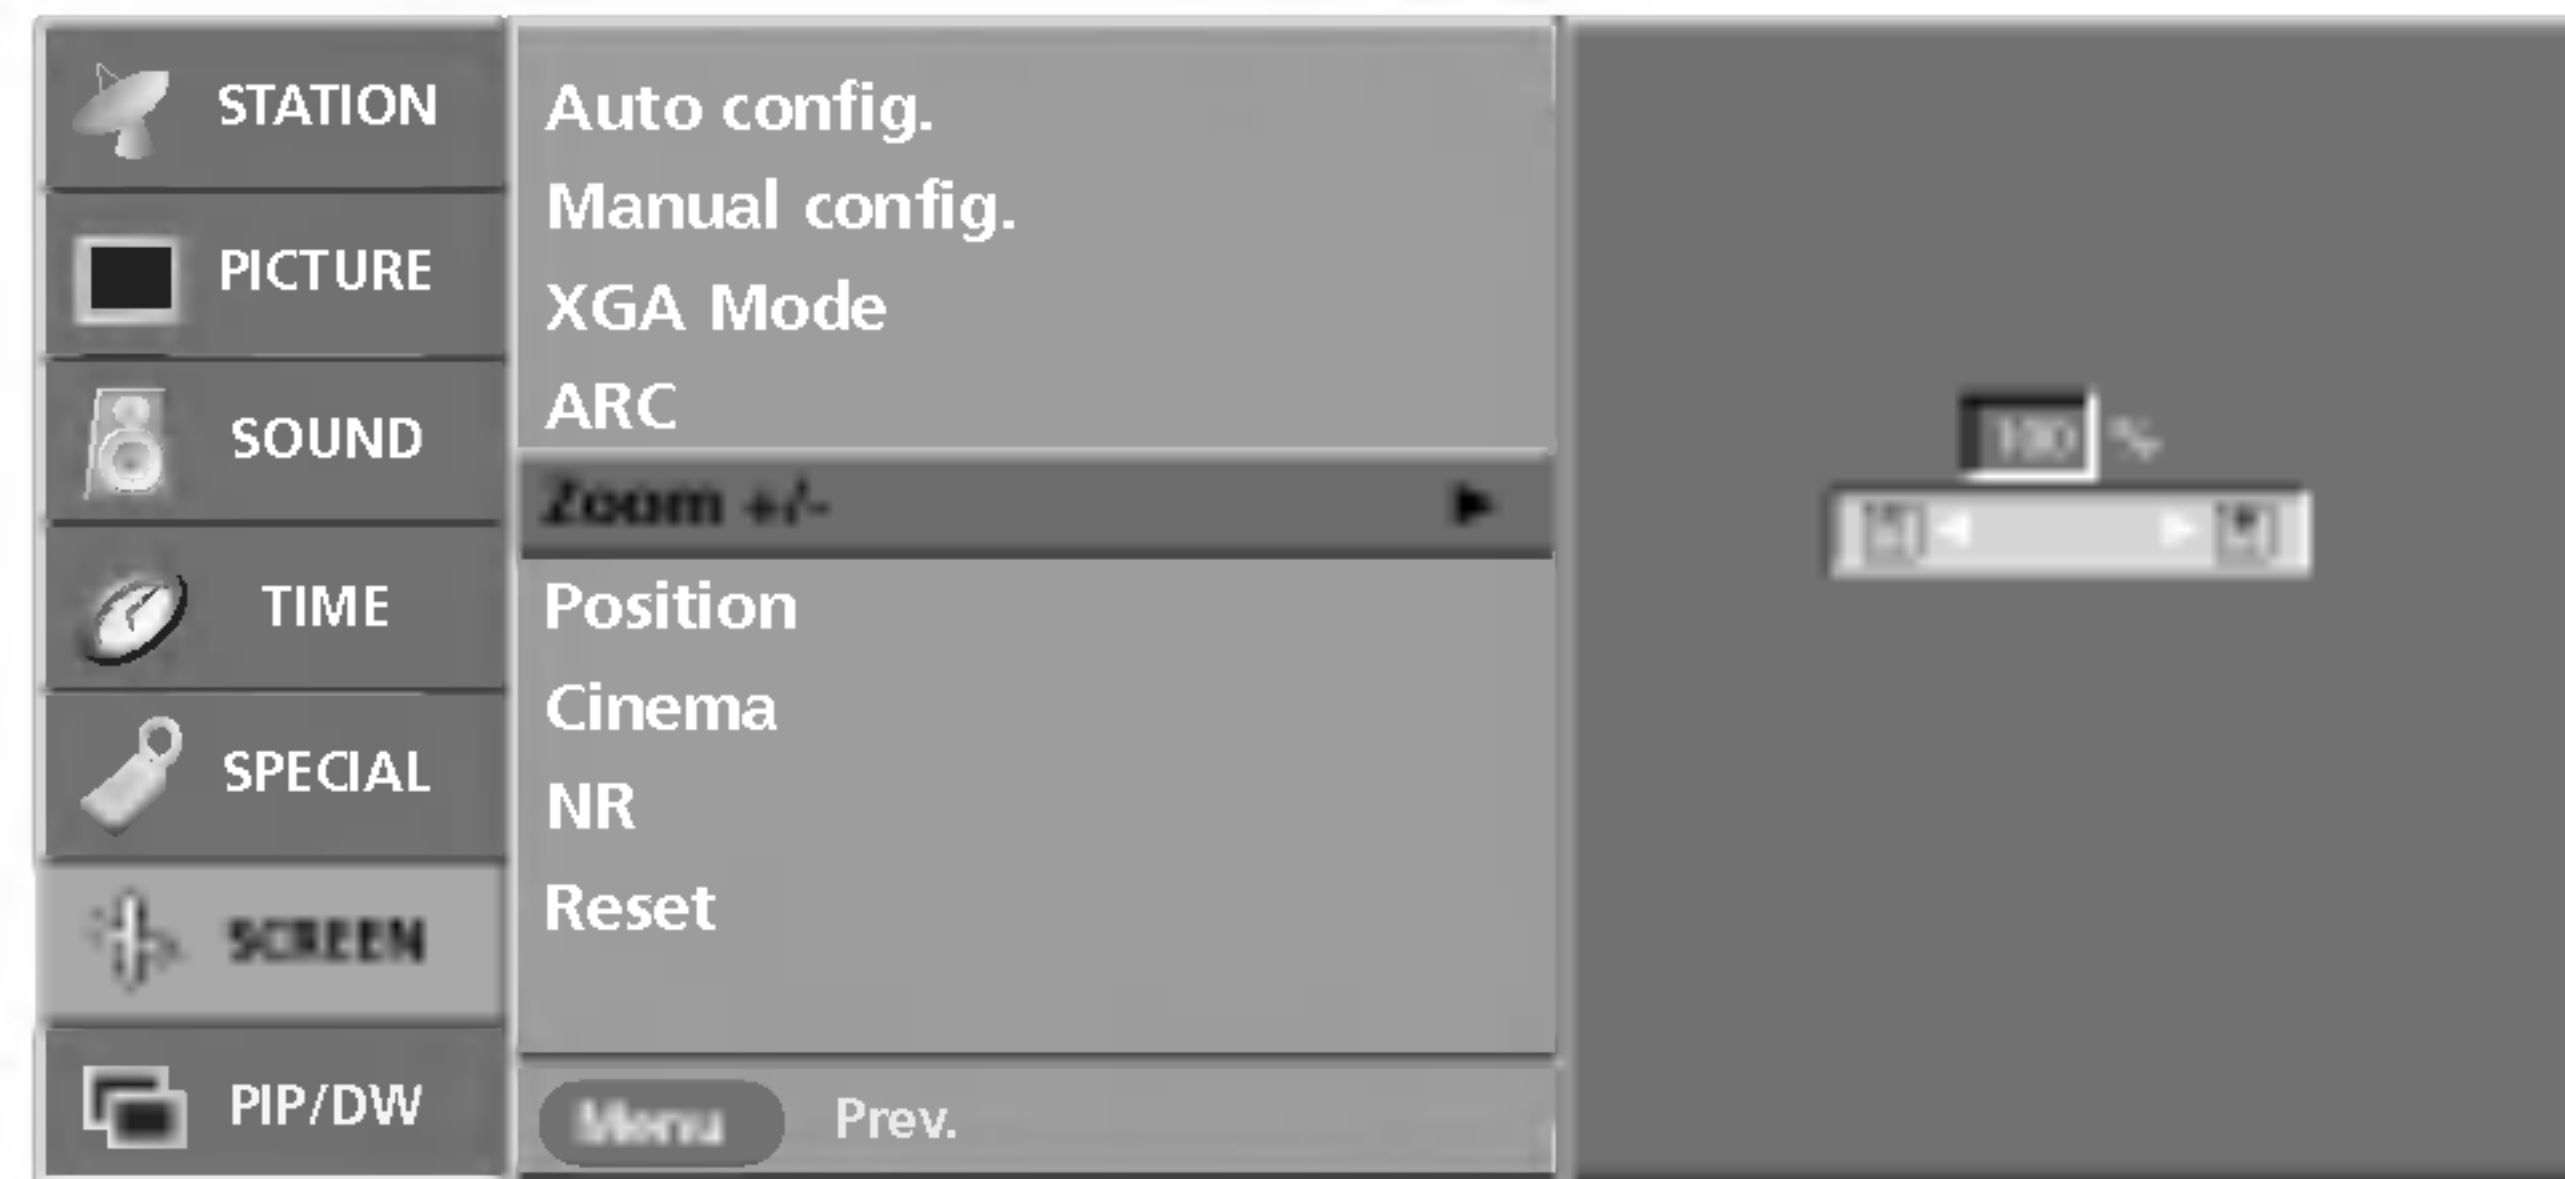 STATION
PICTURE
SOUND
TIME
SPECIAL
SCREEN
PIP/DW
Auto config.
Manual config.
XGA Mode
ARC
Zoom +/-
Position
Cinema
NR
Reset
Menu Prev.
100 %